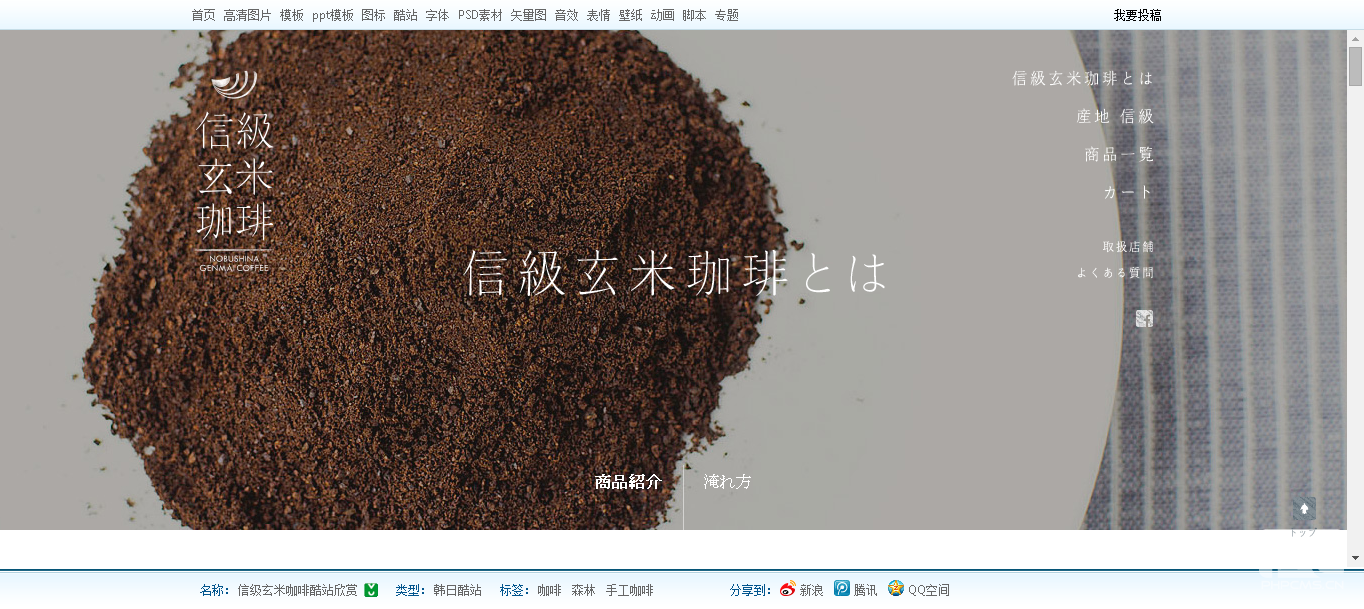 首页 高清图片 模板 ppt模板 图标 酷站 字体 PSD素材 矢量图 音效 表情 壁纸 动画 脚本 专题 我要投稿
信級
玄米
珈琲
NOBUSHINA
GENMAI COFFEE
信級玄米珈琲とは
産地 信級
商品一覧
カート
取扱店舗
よくある質問
信級玄米珈琲とは
商品紹介 淹れ方
トップ
名称: 信级玄米咖啡酷站欣赏 类型: 韩日酷站 标签: 咖啡 森林 手工咖啡 分享到: 新浪 腾讯 QQ空间